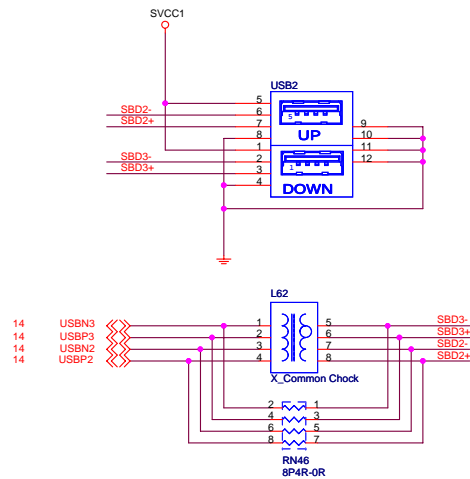 SVCC1
USB2
5
SBD2- 6
SBD2+ 7 5 9
8 UP 10
1 11
SBD3- 2 12
SBD3+ 3 1
4 DOWN
L62
14 USBN3 1 5 SBD3-
14 USBP3 2 6 SBD3+
14 USBN2 3 7 SBD2-
14 USBP2 4 8 SBD2+
X_Common Chock
2 1
4 3
6 5
8 7
RN46
8P4R-0R